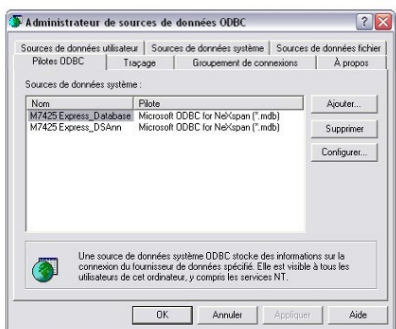 Administrateur de sources de données ODBC
Sources de données utilisateur Sources de données système Sources de données fichier
Pilotes ODBC Traçage Groupement de connexions À propos
Sources de données système :
Nom Pilote
M7425 Express_Database Microsoft ODBC for NeXspan (*.mdb)
M7425 Express_DSAnn Microsoft ODBC for NeXspan (*.mdb)
Ajouter...
Supprimer
Configurer...
Une source de données système ODBC stocke des informations sur la
connexion du fournisseur de données spécifié. Elle est visible à tous les
utilisateurs de cet ordinateur, y compris les services NT.
OK Annuler Appliquer Aide